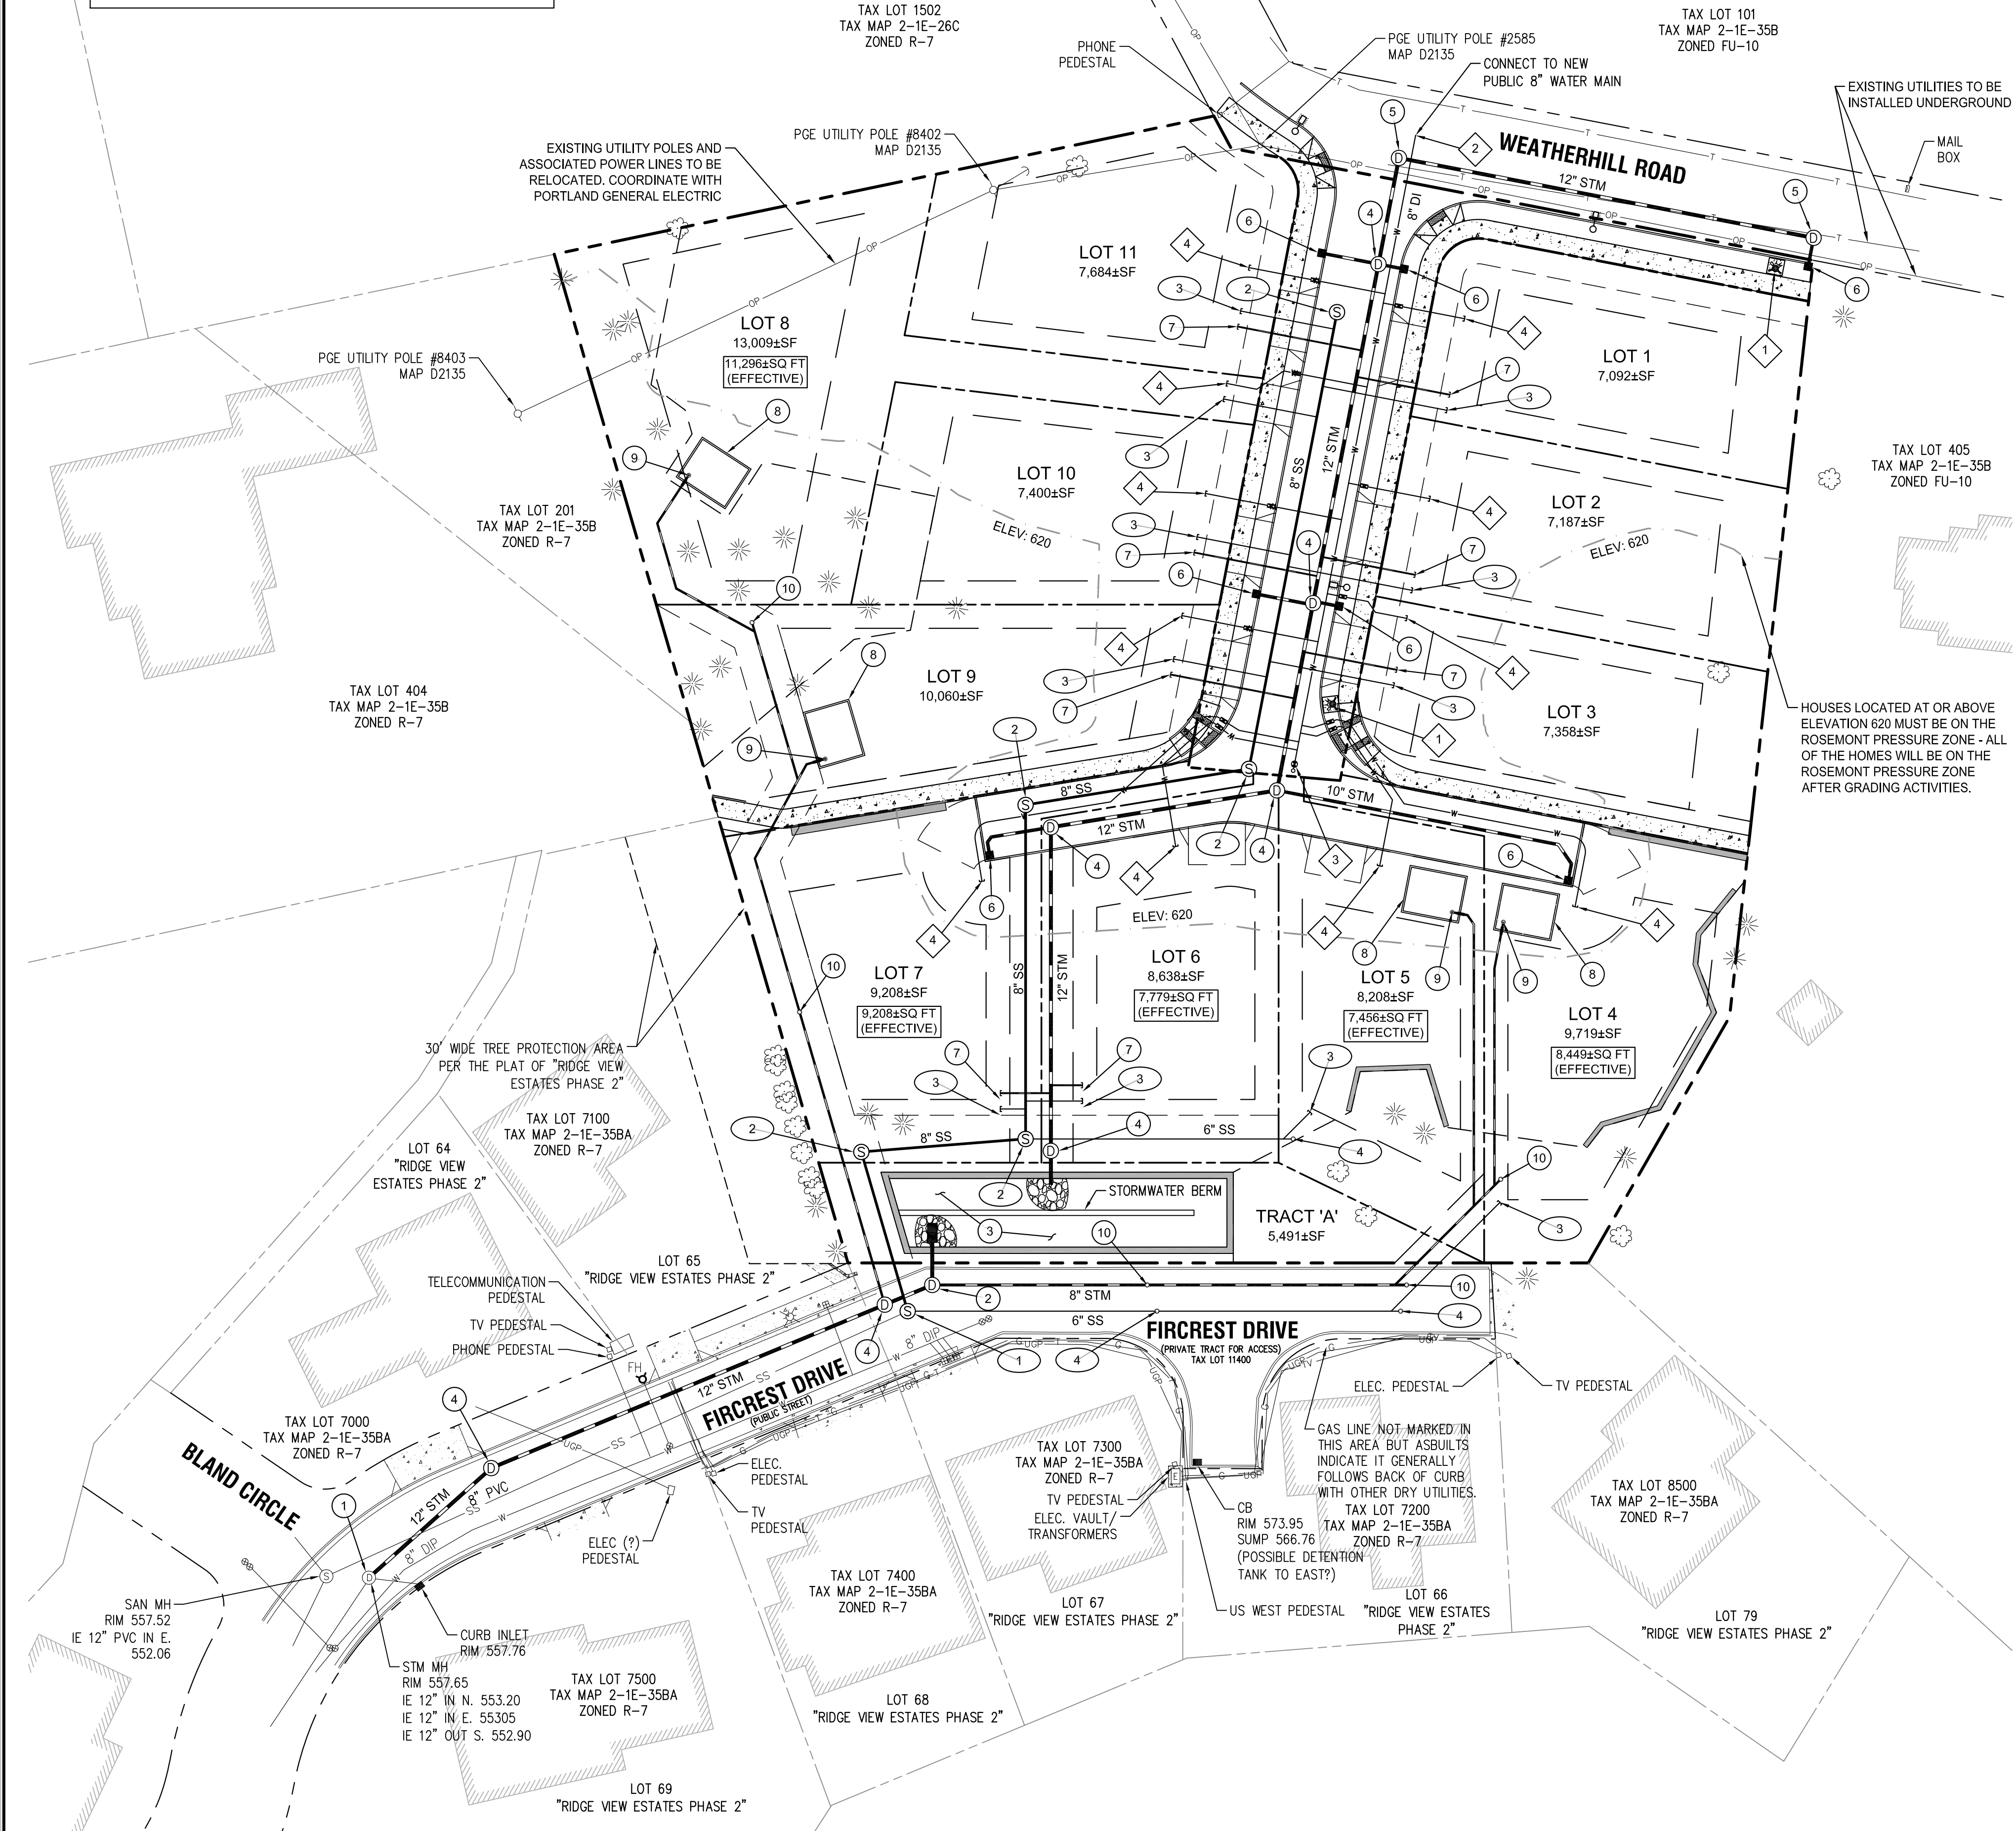 TAX LOT 1502
TAX MAP 2-1E-26C
ZONED R-7
TAX LOT 101
TAX MAP 2-1E-35B
ZONED FU-10
PHONE
PEDESTAL
PGE UTILITY POLE #2585
MAP D2135
CONNECT TO NEW
PUBLIC 8" WATER MAIN
EXISTING UTILITIES TO BE
INSTALLED UNDERGROUND
MAIL
BOX
PGE UTILITY POLE #8402
MAP D2135
EXISTING UTILITY POLES AND
ASSOCIATED POWER LINES TO BE
RELOCATED. COORDINATE WITH
PORTLAND GENERAL ELECTRIC
WEATHERHILL ROAD
12" STM
8" DI
LOT 11
7,684±SF
LOT 8
13,009±SF
11,296±SQ FT
(EFFECTIVE)
PGE UTILITY POLE #8403
MAP D2135
LOT 1
7,092±SF
LOT 10
7,400±SF
8" SS
12" STM
LOT 2
7,187±SF
ELEV: 620
ELEV: 620
TAX LOT 405
TAX MAP 2-1E-35B
ZONED FU-10
TAX LOT 201
TAX MAP 2-1E-35B
ZONED R-7
TAX LOT 404
TAX MAP 2-1E-35B
ZONED R-7
LOT 9
10,060±SF
LOT 3
7,358±SF
HOUSES LOCATED AT OR ABOVE
ELEVATION 620 MUST BE ON THE
ROSEMONT PRESSURE ZONE - ALL
OF THE HOMES WILL BE ON THE
ROSEMONT PRESSURE ZONE
AFTER GRADING ACTIVITIES.
8" SS
12" STM
10" STM
ELEV: 620
LOT 7
9,208±SF
9,208±SQ FT
(EFFECTIVE)
8" SS
12" STM
LOT 6
8,638±SF
7,779±SQ FT
(EFFECTIVE)
LOT 5
8,208±SF
7,456±SQ FT
(EFFECTIVE)
LOT 4
9,719±SF
8,449±SQ FT
(EFFECTIVE)
30' WIDE TREE PROTECTION AREA
PER THE PLAT OF "RIDGE VIEW
ESTATES PHASE 2"
TAX LOT 7100
TAX MAP 2-1E-35BA
ZONED R-7
LOT 64
"RIDGE VIEW
ESTATES PHASE 2"
8" SS
6" SS
STORMWATER BERM
TRACT 'A'
5,491±SF
LOT 65
"RIDGE VIEW ESTATES PHASE 2"
TELECOMMUNICATION
PEDESTAL
TV PEDESTAL
PHONE PEDESTAL
FH
8" STM
6" SS
8" DIP
FIRCREST DRIVE
(PRIVATE TRACT FOR ACCESS)
TAX LOT 11400
12" STM
FIRCREST DRIVE
(PUBLIC STREET)
ELEC. PEDESTAL
TV PEDESTAL
TAX LOT 7000
TAX MAP 2-1E-35BA
ZONED R-7
BLAND CIRCLE
12" STM
8" PVC
8" DIP
ELEC.
PEDESTAL
TV
PEDESTAL
ELEC (?)
PEDESTAL
TAX LOT 7300
TAX MAP 2-1E-35BA
ZONED R-7
TV PEDESTAL
ELEC. VAULT/
TRANSFORMERS
GAS LINE NOT MARKED IN
THIS AREA BUT ASBUILTS
INDICATE IT GENERALLY
FOLLOWS BACK OF CURB
WITH OTHER DRY UTILITIES.
TAX LOT 7200
TAX MAP 2-1E-35BA
ZONED R-7
CB
RIM 573.95
SUMP 566.76
(POSSIBLE DETENTION
TANK TO EAST?)
US WEST PEDESTAL
TAX LOT 8500
TAX MAP 2-1E-35BA
ZONED R-7
TAX LOT 7400
TAX MAP 2-1E-35BA
ZONED R-7
LOT 67
"RIDGE VIEW ESTATES PHASE 2"
LOT 66
"RIDGE VIEW ESTATES
PHASE 2"
LOT 79
"RIDGE VIEW ESTATES PHASE 2"
SAN MH
RIM 557.52
IE 12" PVC IN E.
552.06
CURB INLET
RIM 557.76
STM MH
RIM 557.65
IE 12" IN N. 553.20
IE 12" IN E. 55305
IE 12" OUT S. 552.90
TAX LOT 7500
TAX MAP 2-1E-35BA
ZONED R-7
LOT 68
"RIDGE VIEW ESTATES PHASE 2"
LOT 69
"RIDGE VIEW ESTATES PHASE 2"